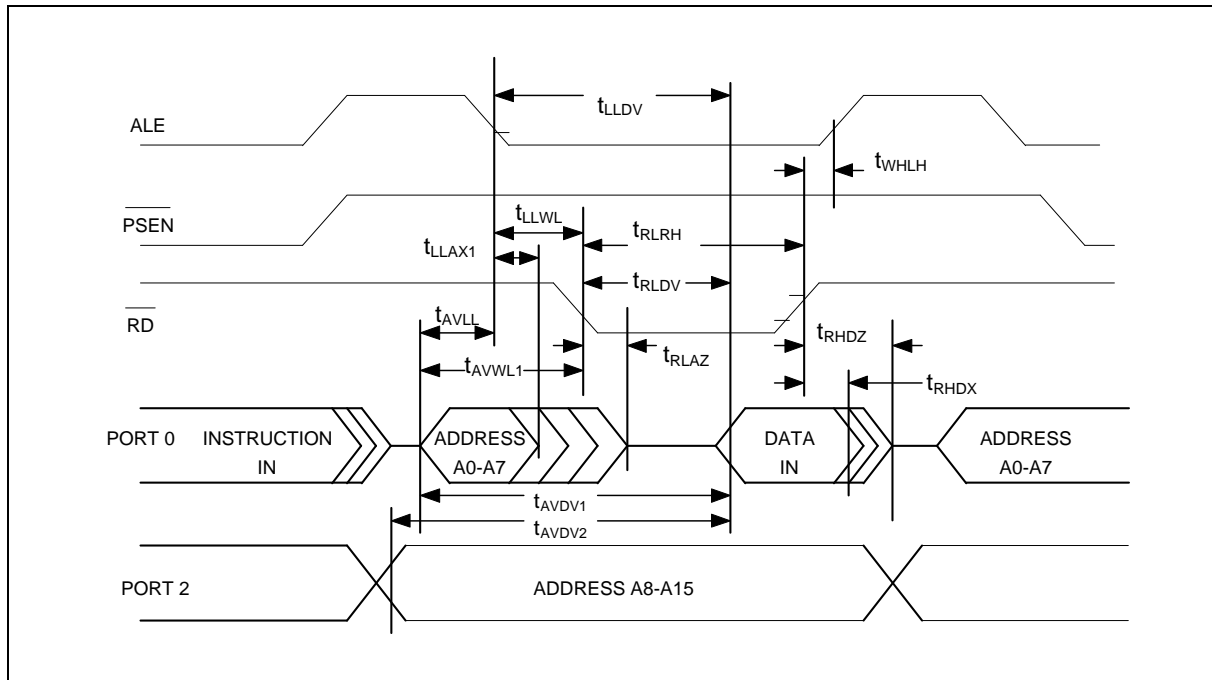 tLLDV
ALE
tWHLH
PSEN
tLLWL
tRLRH
tLLAX1
tRLDV
RD
tAVLL
tRHDZ
tRLAZ
tAVWL1
tRHDX
PORT 0
INSTRUCTION
IN
ADDRESS
A0-A7
DATA
IN
ADDRESS
A0-A7
tAVDV1
tAVDV2
PORT 2
ADDRESS A8-A15